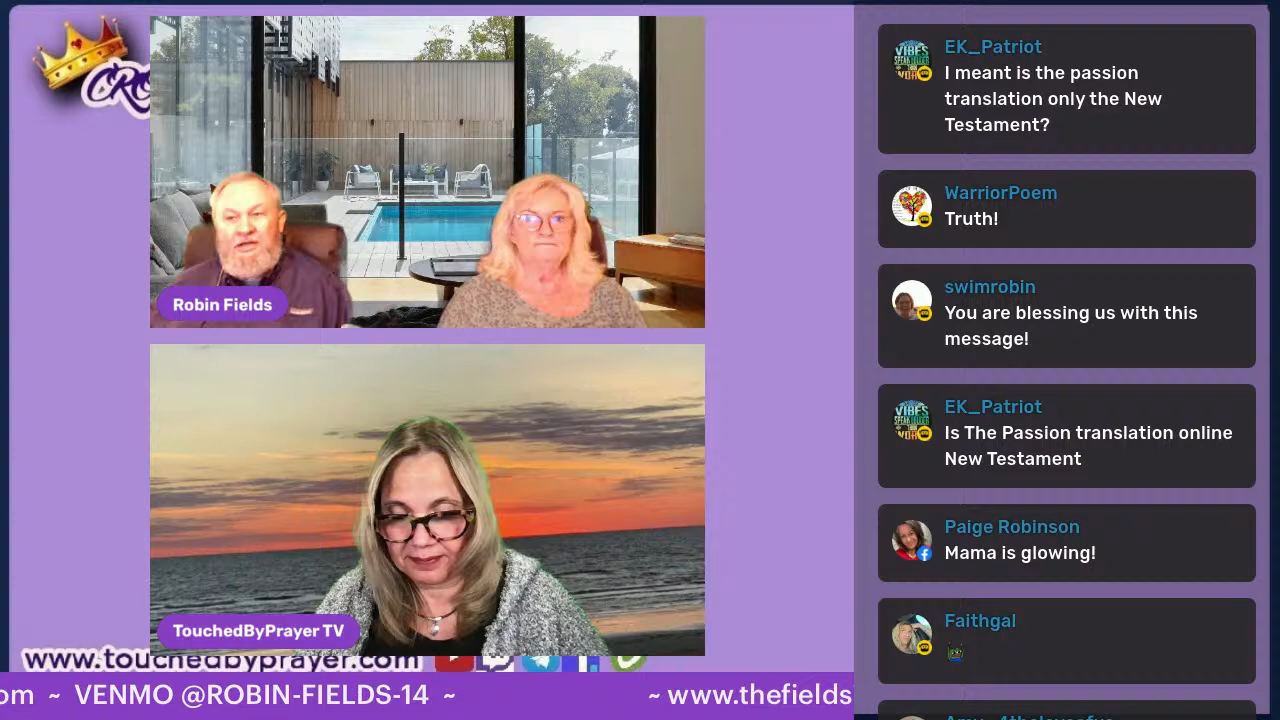 CRO
Robin Fields
TouchedByPrayer TV
www.touchedbyprayer.com
om ~ VENMO @ROBIN-FIELDS-14 ~ ~ www.thefields
EK_Patriot
I meant is the passion
translation only the New
Testament?
WarriorPoem
Truth!
swimrobin
You are blessing us with this
message!
EK_Patriot
Is The Passion translation online
New Testament
Paige Robinson
Mama is glowing!
Faithgal